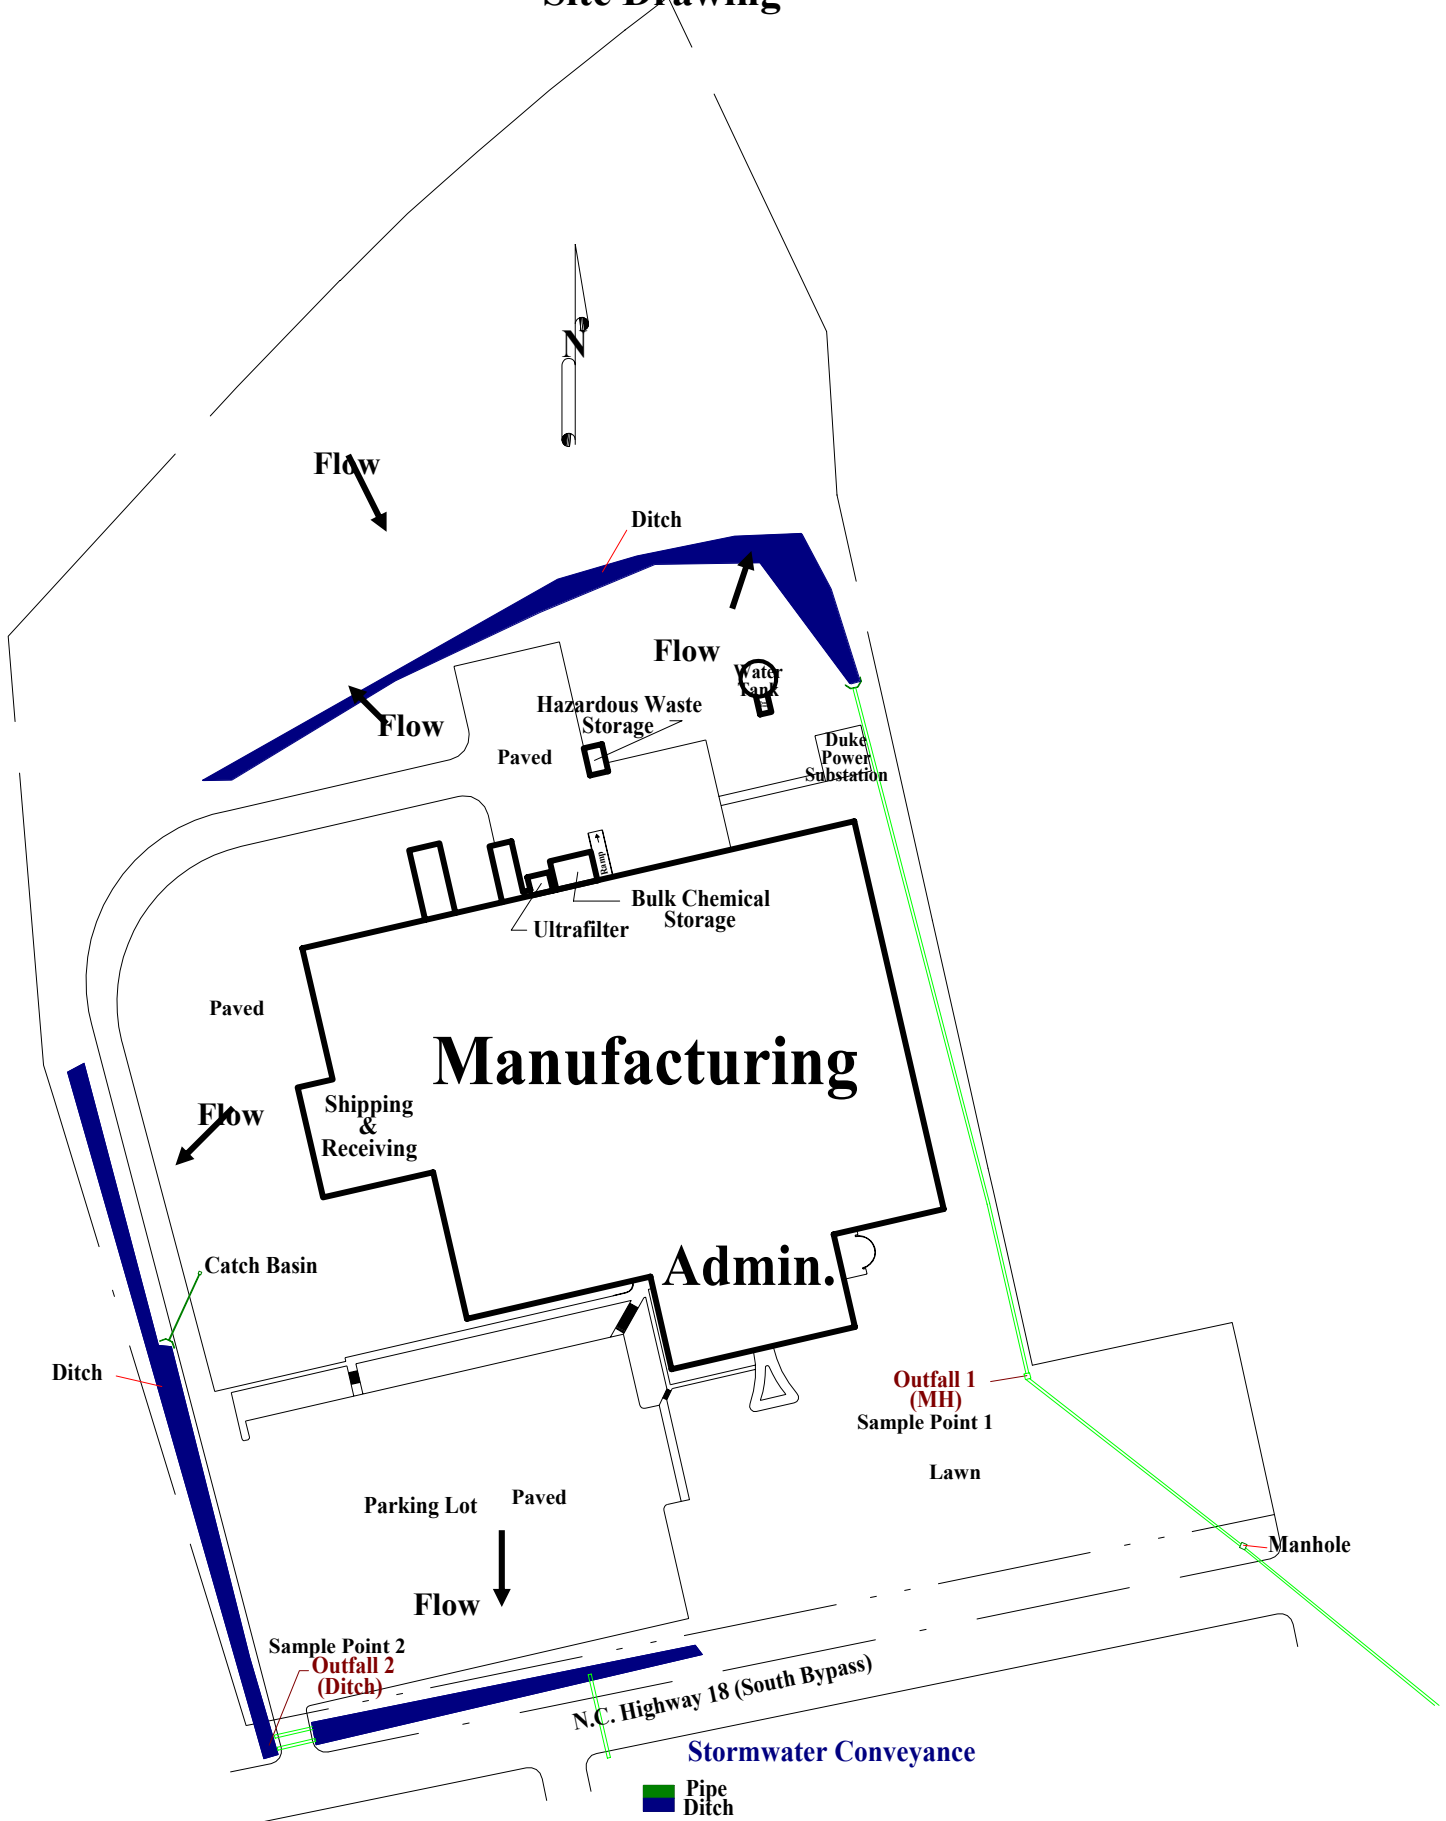 Site Drawing
N
Flow
Ditch
Flow
Water
Tank
Hazardous Waste
Storage
Flow
Paved
Duke
Power
Substation
Ramp
Bulk Chemical
Storage
Ultrafilter
Paved
Manufacturing
Flow
Shipping
&
Receiving
Catch Basin
Admin.
Ditch
Outfall 1
(MH)
Sample Point 1
Lawn
Parking Lot
Paved
Manhole
Flow
Sample Point 2
Outfall 2
(Ditch)
N.C. Highway 18 (South Bypass)
Stormwater Conveyance
Pipe
Ditch